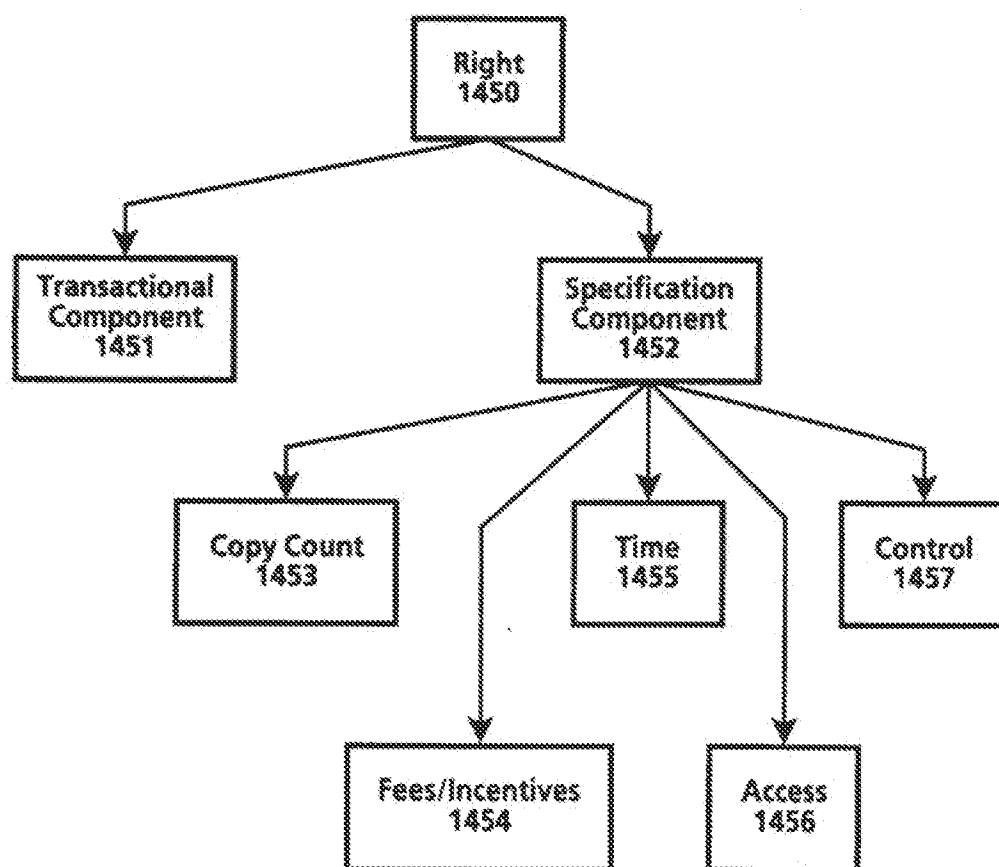 Right
1450
Transactional
Component
1451
Specification
Component
1452
Copy Count
1453
Time
1455
Control
1457
Fees/Incentives
1454
Access
1456